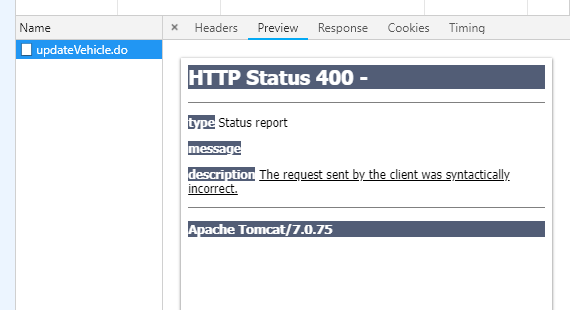 Name
× Headers Preview Response Cookies Timing
updateVehicle.do
HTTP Status 400 -
type Status report
message
description The request sent by the client was syntactically
incorrect.
Apache Tomcat/7.0.75